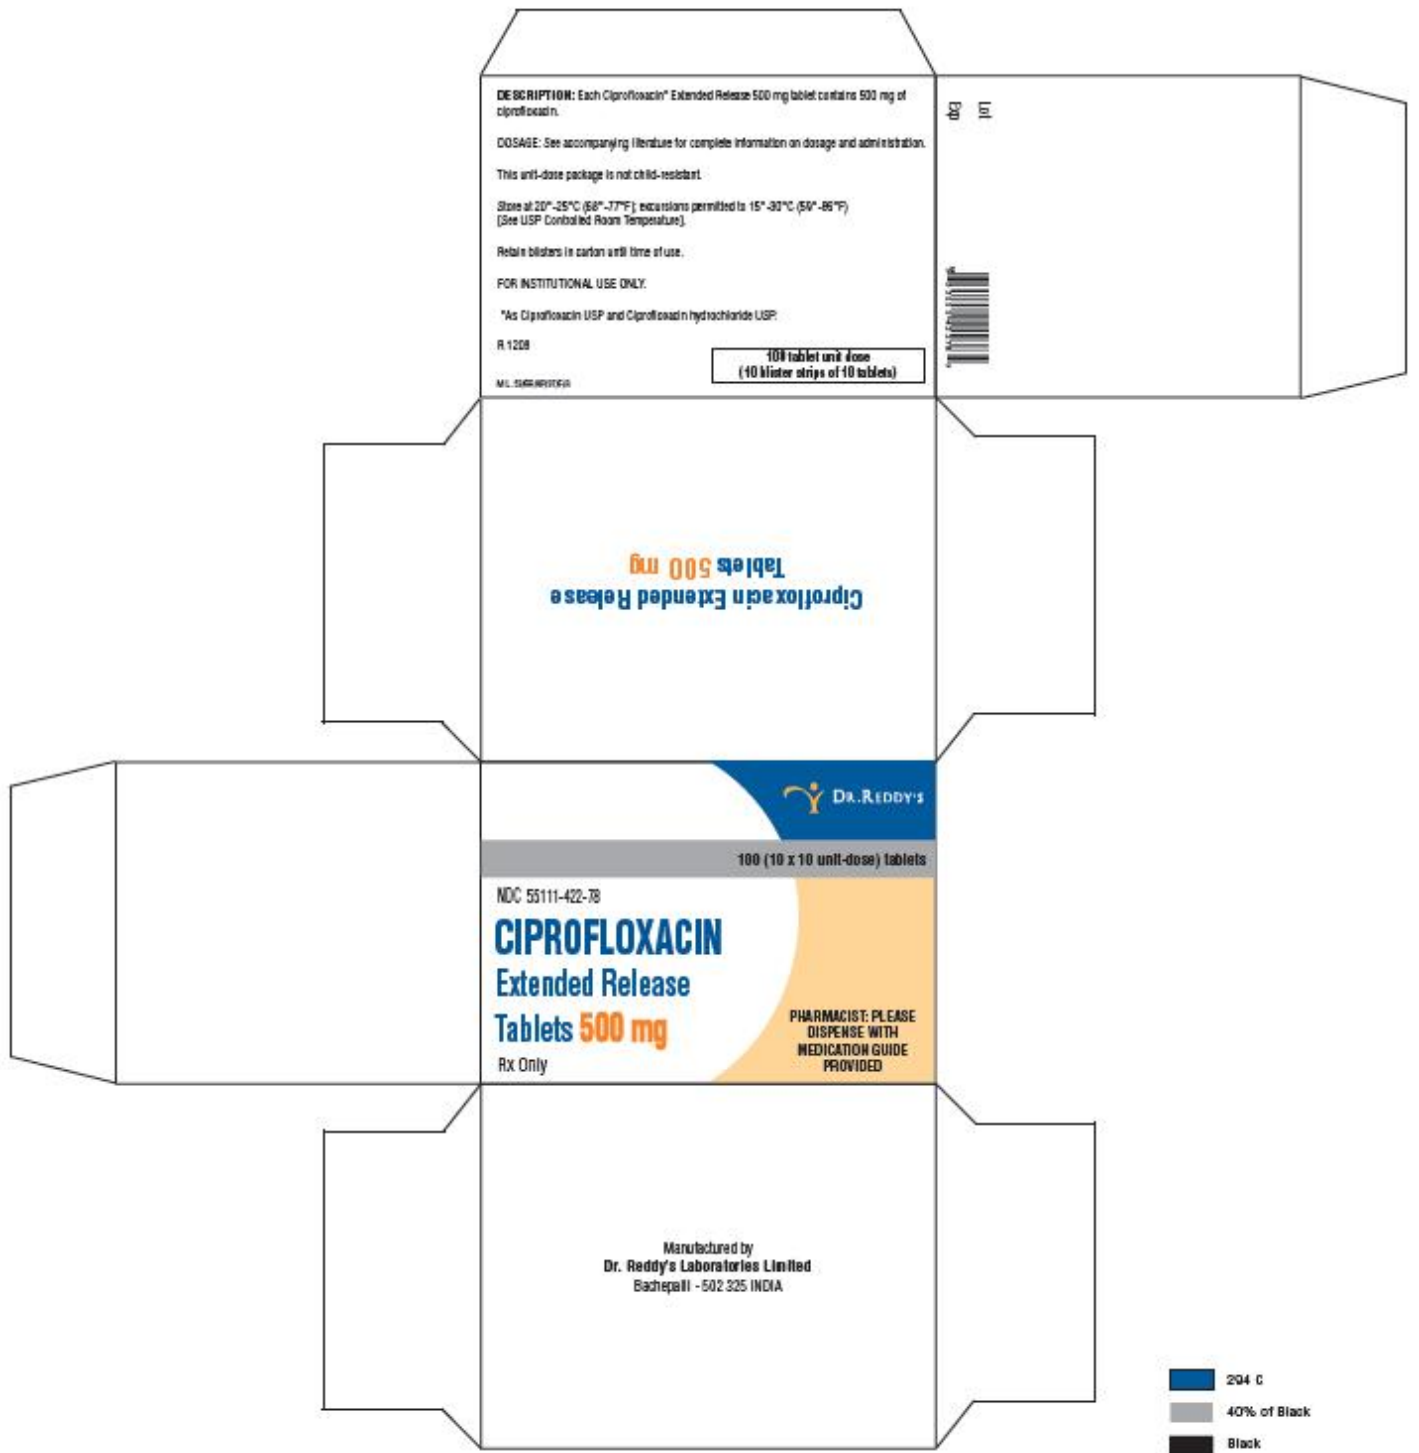 DESCRIPTION: Each Ciprofloxacin* Extended Release 500 mg tablet contains 500 mg of
ciprofloxacin.
DOSAGE: See accompanying literature for complete information on dosage and administration.
This unit-dose package is not child-resistant.
Store at 20°-25°C (68°-77°F); excursions permitted to 15°-30°C (59°-86°F)
[See USP Controlled Room Temperature].
Retain blisters in carton until time of use.
FOR INSTITUTIONAL USE ONLY.
*As Ciprofloxacin USP and Ciprofloxacin hydrochloride USP.
R 1208
M L.
100 tablet unit dose
(10 blister strips of 10 tablets)
Lot
Exp
Ciprofloxacin Extended Release
Tablets 500 mg
DR.REDDY'S
100 (10 x 10 unit-dose) tablets
NDC 55111-422-78
CIPROFLOXACIN
Extended Release
Tablets 500 mg
Rx Only
PHARMACIST: PLEASE
DISPENSE WITH
MEDICATION GUIDE
PROVIDED
Manufactured by
Dr. Reddy's Laboratories Limited
Bachepalli - 502 325 INDIA
294 C
40% of Black
Black